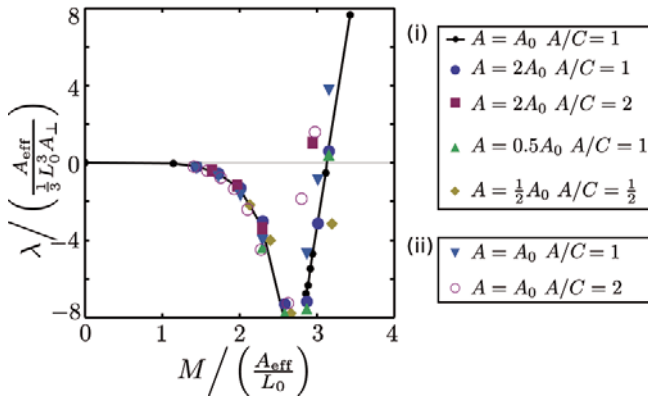 8
4
0
−4
−8
0
1
2
3
4
λ/(A_eff / (1/3 L_0^3 A_⊥))
M/(A_eff / L_0)
(i)
A = A_0 A/C = 1
A = 2A_0 A/C = 1
A = 2A_0 A/C = 2
A = 0.5A_0 A/C = 1
A = 1/2 A_0 A/C = 1/2
(ii)
A = A_0 A/C = 1
A = A_0 A/C = 2